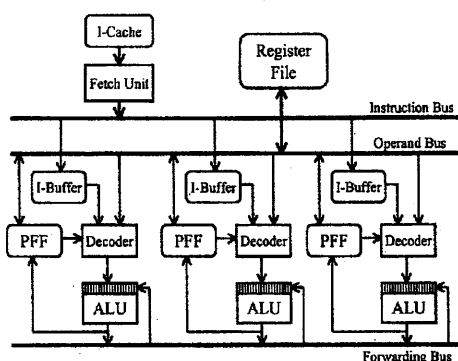 I-Cache
Fetch Unit
Register
File
Instruction Bus
Operand Bus
I-Buffer
I-Buffer
I-Buffer
PFF
Decoder
PFF
Decoder
PFF
Decoder
ALU
ALU
ALU
Forwarding Bus